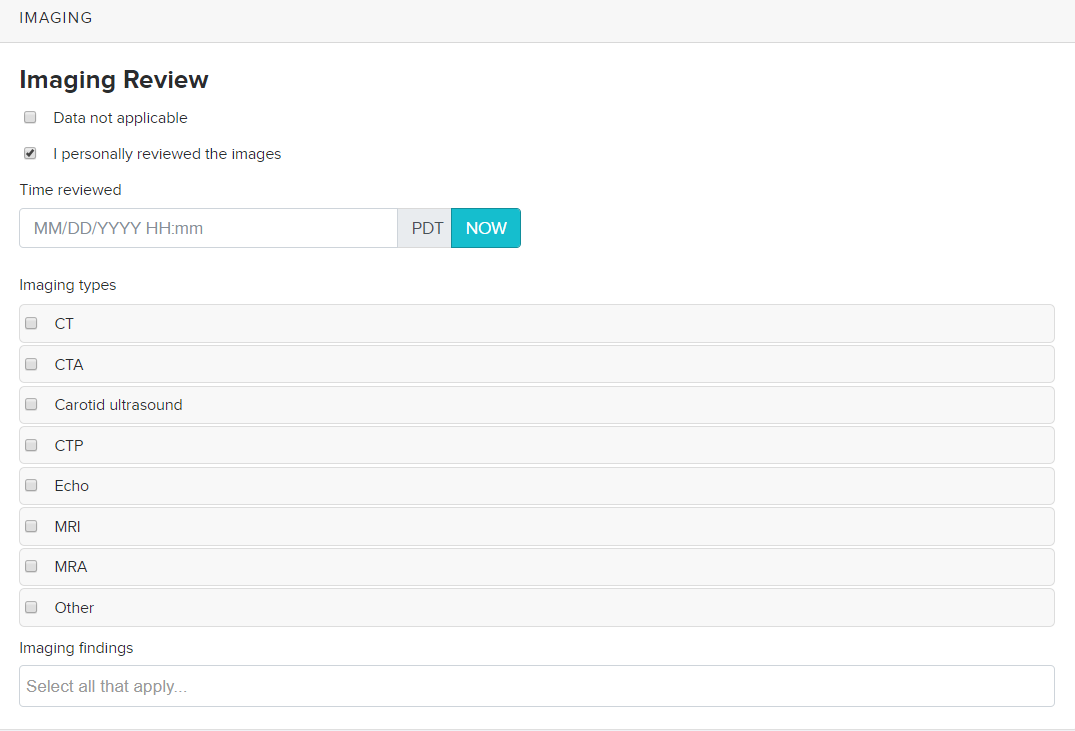 IMAGING
Imaging Review
Data not applicable
I personally reviewed the images
Time reviewed
MM/DD/YYYY HH:mm PDT NOW
Imaging types
CT
CTA
Carotid ultrasound
CTP
Echo
MRI
MRA
Other
Imaging findings
Select all that apply...